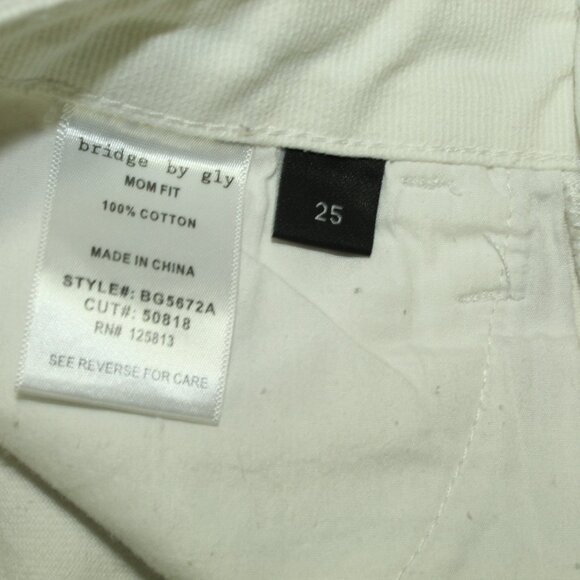 bridge by gly
MOM FIT
100% COTTON
MADE IN CHINA
STYLE#: BG5672A
CUT#: 50818
RN# 125813
SEE REVERSE FOR CARE
25